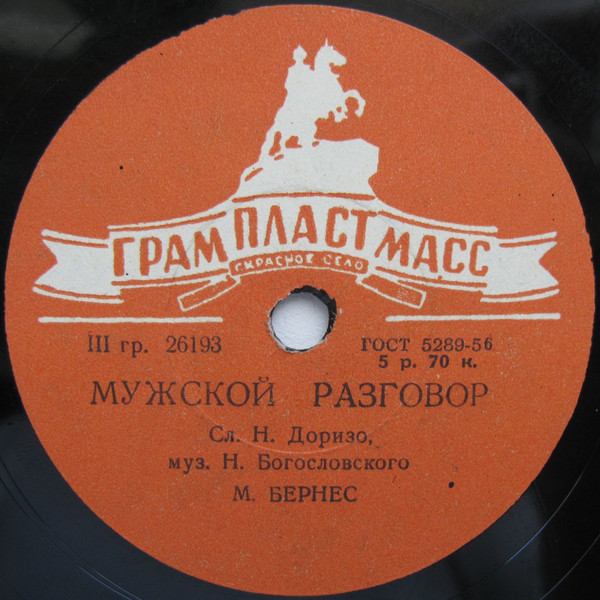 ГРАМПЛАСТМАСС
С.КРАСНОЕ СЕЛО
III гр. 26193
ГОСТ 5289-56
5 р. 70 к.
МУЖСКОЙ РАЗГОВОР
Сл. Н. Доризо,
муз. Н. Богословского
М. БЕРНЕС